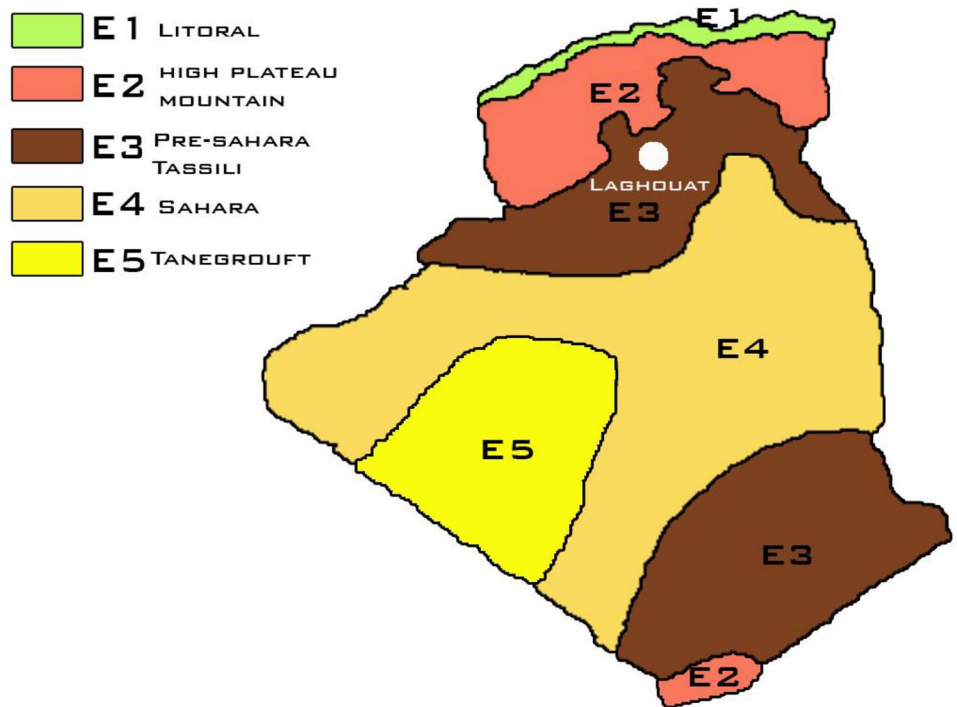 E1 LITORAL
E2 HIGH PLATEAU
MOUNTAIN
E3 PRE-SAHARA
TASSILI
E4 SAHARA
E5 TANEGROUFT
E1
E2
LAGHOUAT
E3
E4
E5
E3
E2